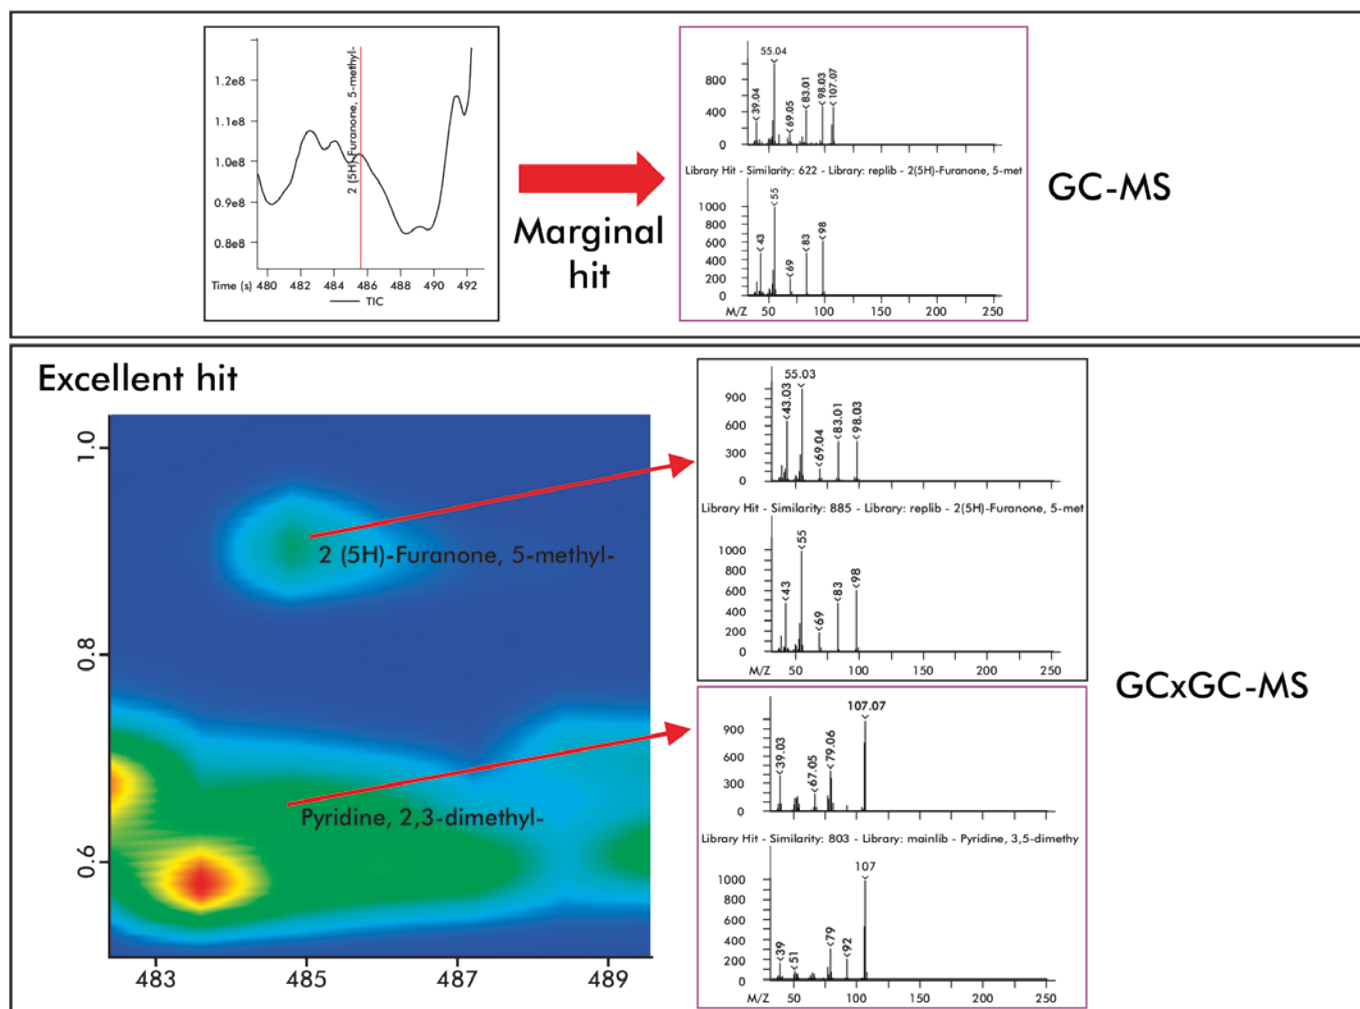 1.2e8
1.1e8
1.0e8
0.9e8
0.8e8
2 (5H)-Furanone, 5-methyl-
Time (s) 480 482 484 486 488 490 492
TIC
Marginal
hit
55.04
800
400
0
39.04
69.05
83.01
98.03
107.07
Library Hit - Similarity: 622 - Library: replib - 2(5H)-Furanone, 5-met
1000
800
600
400
200
0
43
55
69
83
98
M/Z 50 100 150 200 250
GC-MS
Excellent hit
1.0
0.8
0.6
483 485 487 489
2 (5H)-Furanone, 5-methyl-
Pyridine, 2,3-dimethyl-
55.03
900
600
300
0
43.03
69.04
83.01
98.03
Library Hit - Similarity: 885 - Library: replib - 2(5H)-Furanone, 5-met
1000
800
600
400
200
0
43
55
69
83
98
M/Z 50 100 150 200 250
107.07
900
600
300
0
39.03
67.05
79.06
Library Hit - Similarity: 803 - Library: mainlib - Pyridine, 3,5-dimethy
107
1000
800
600
400
200
0
39
51
79
92
M/Z 50 100 150 200 250
GCxGC-MS